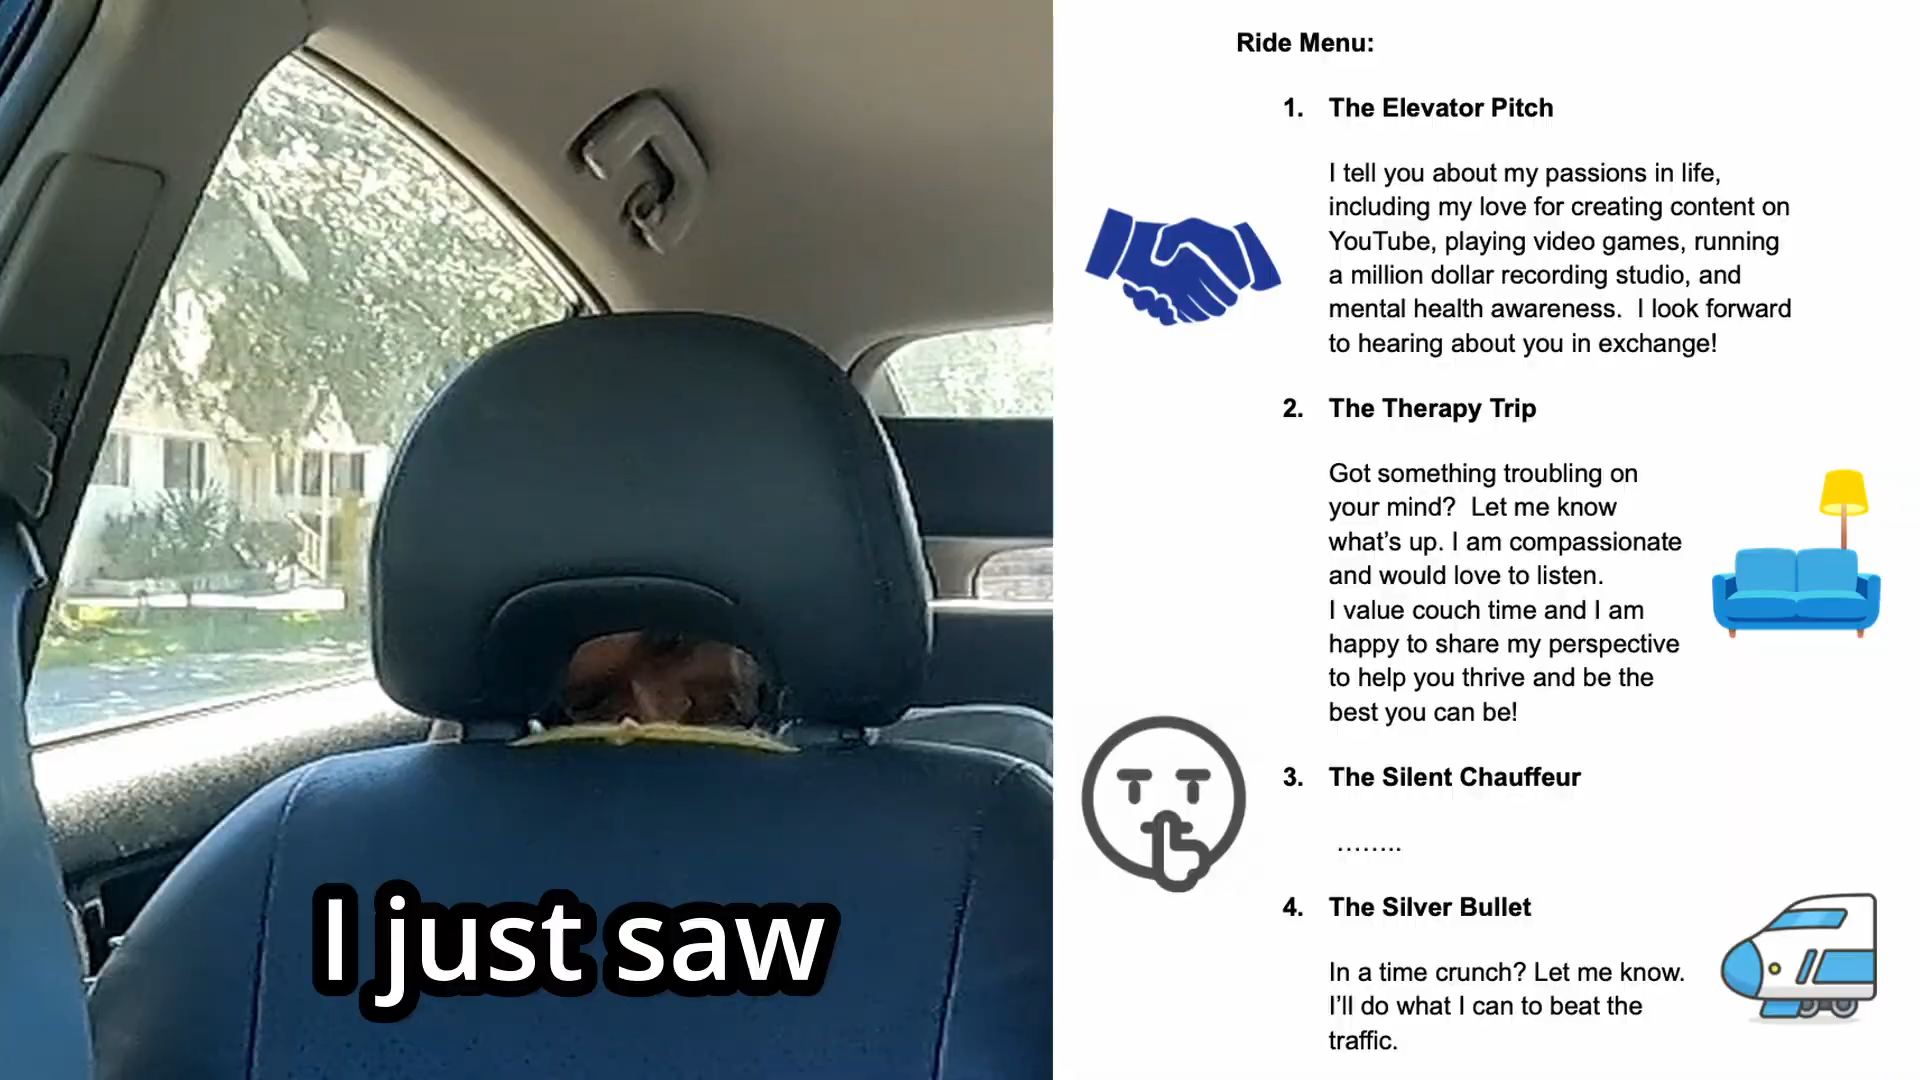 I just saw
Ride Menu:
1. The Elevator Pitch
I tell you about my passions in life,
including my love for creating content on
YouTube, playing video games, running
a million dollar recording studio, and
mental health awareness.  I look forward
to hearing about you in exchange!
2. The Therapy Trip
Got something troubling on
your mind?  Let me know
what’s up. I am compassionate
and would love to listen.
I value couch time and I am
happy to share my perspective
to help you thrive and be the
best you can be!
3. The Silent Chauffeur
........
4. The Silver Bullet
In a time crunch? Let me know.
I’ll do what I can to beat the
traffic.